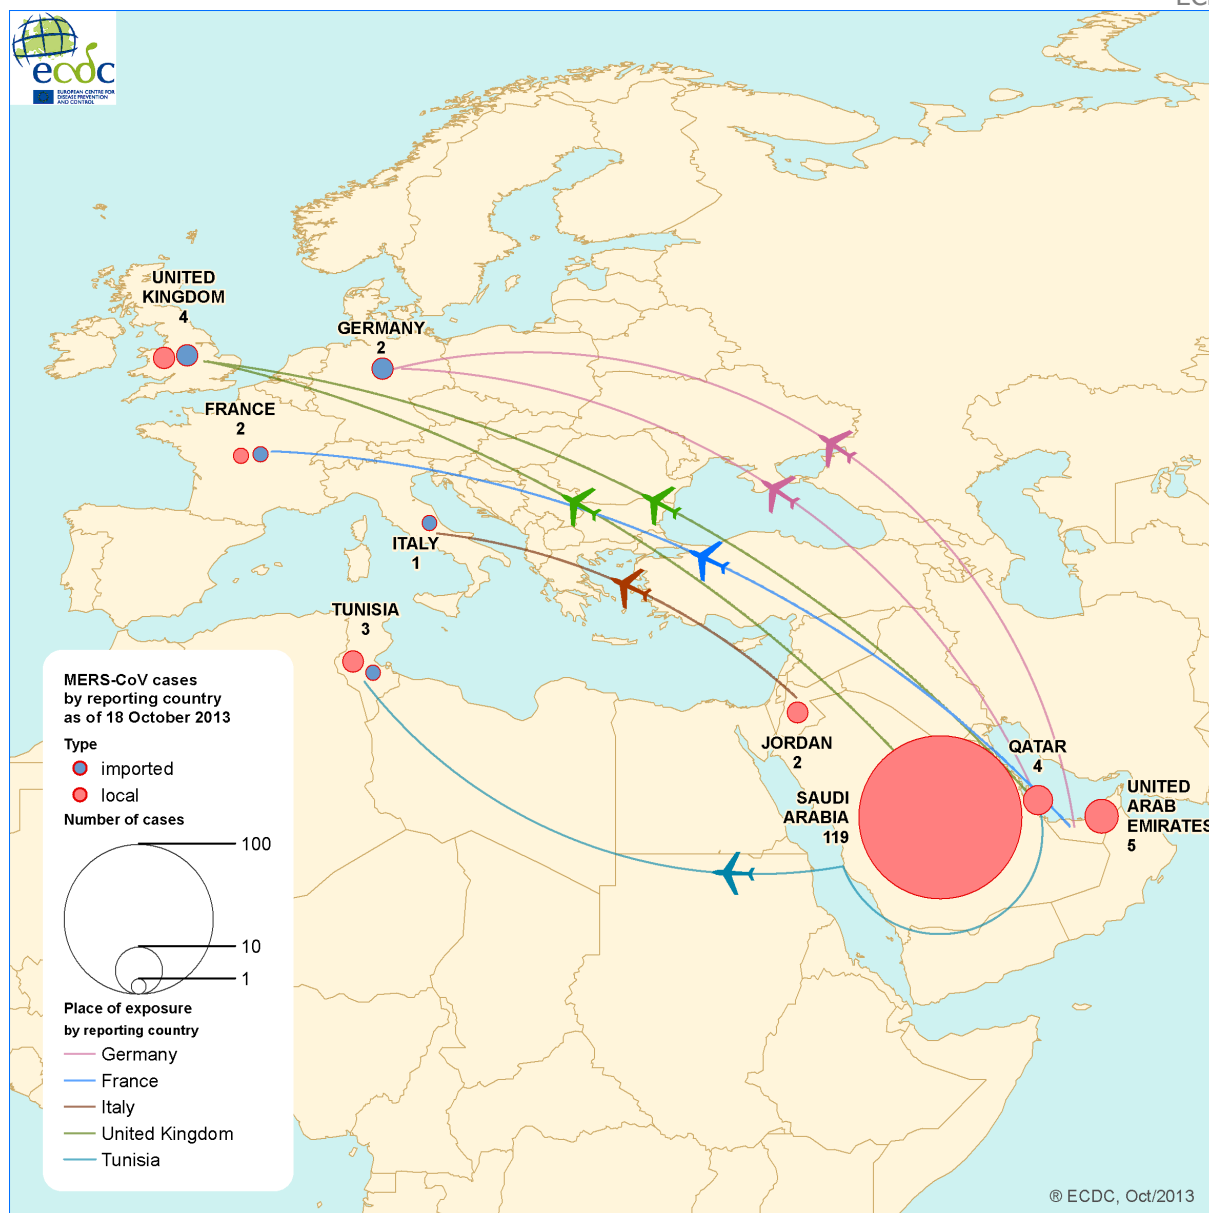 ecdc
EUROPEAN CENTRE FOR
DISEASE PREVENTION
AND CONTROL
UNITED
KINGDOM
4
GERMANY
2
FRANCE
2
ITALY
1
TUNISIA
3
JORDAN
2
QATAR
4
SAUDI
ARABIA
119
UNITED
ARAB
EMIRATES
5
MERS-CoV cases
by reporting country
as of 18 October 2013
Type
imported
local
Number of cases
100
10
1
Place of exposure
by reporting country
Germany
France
Italy
United Kingdom
Tunisia
® ECDC, Oct/2013